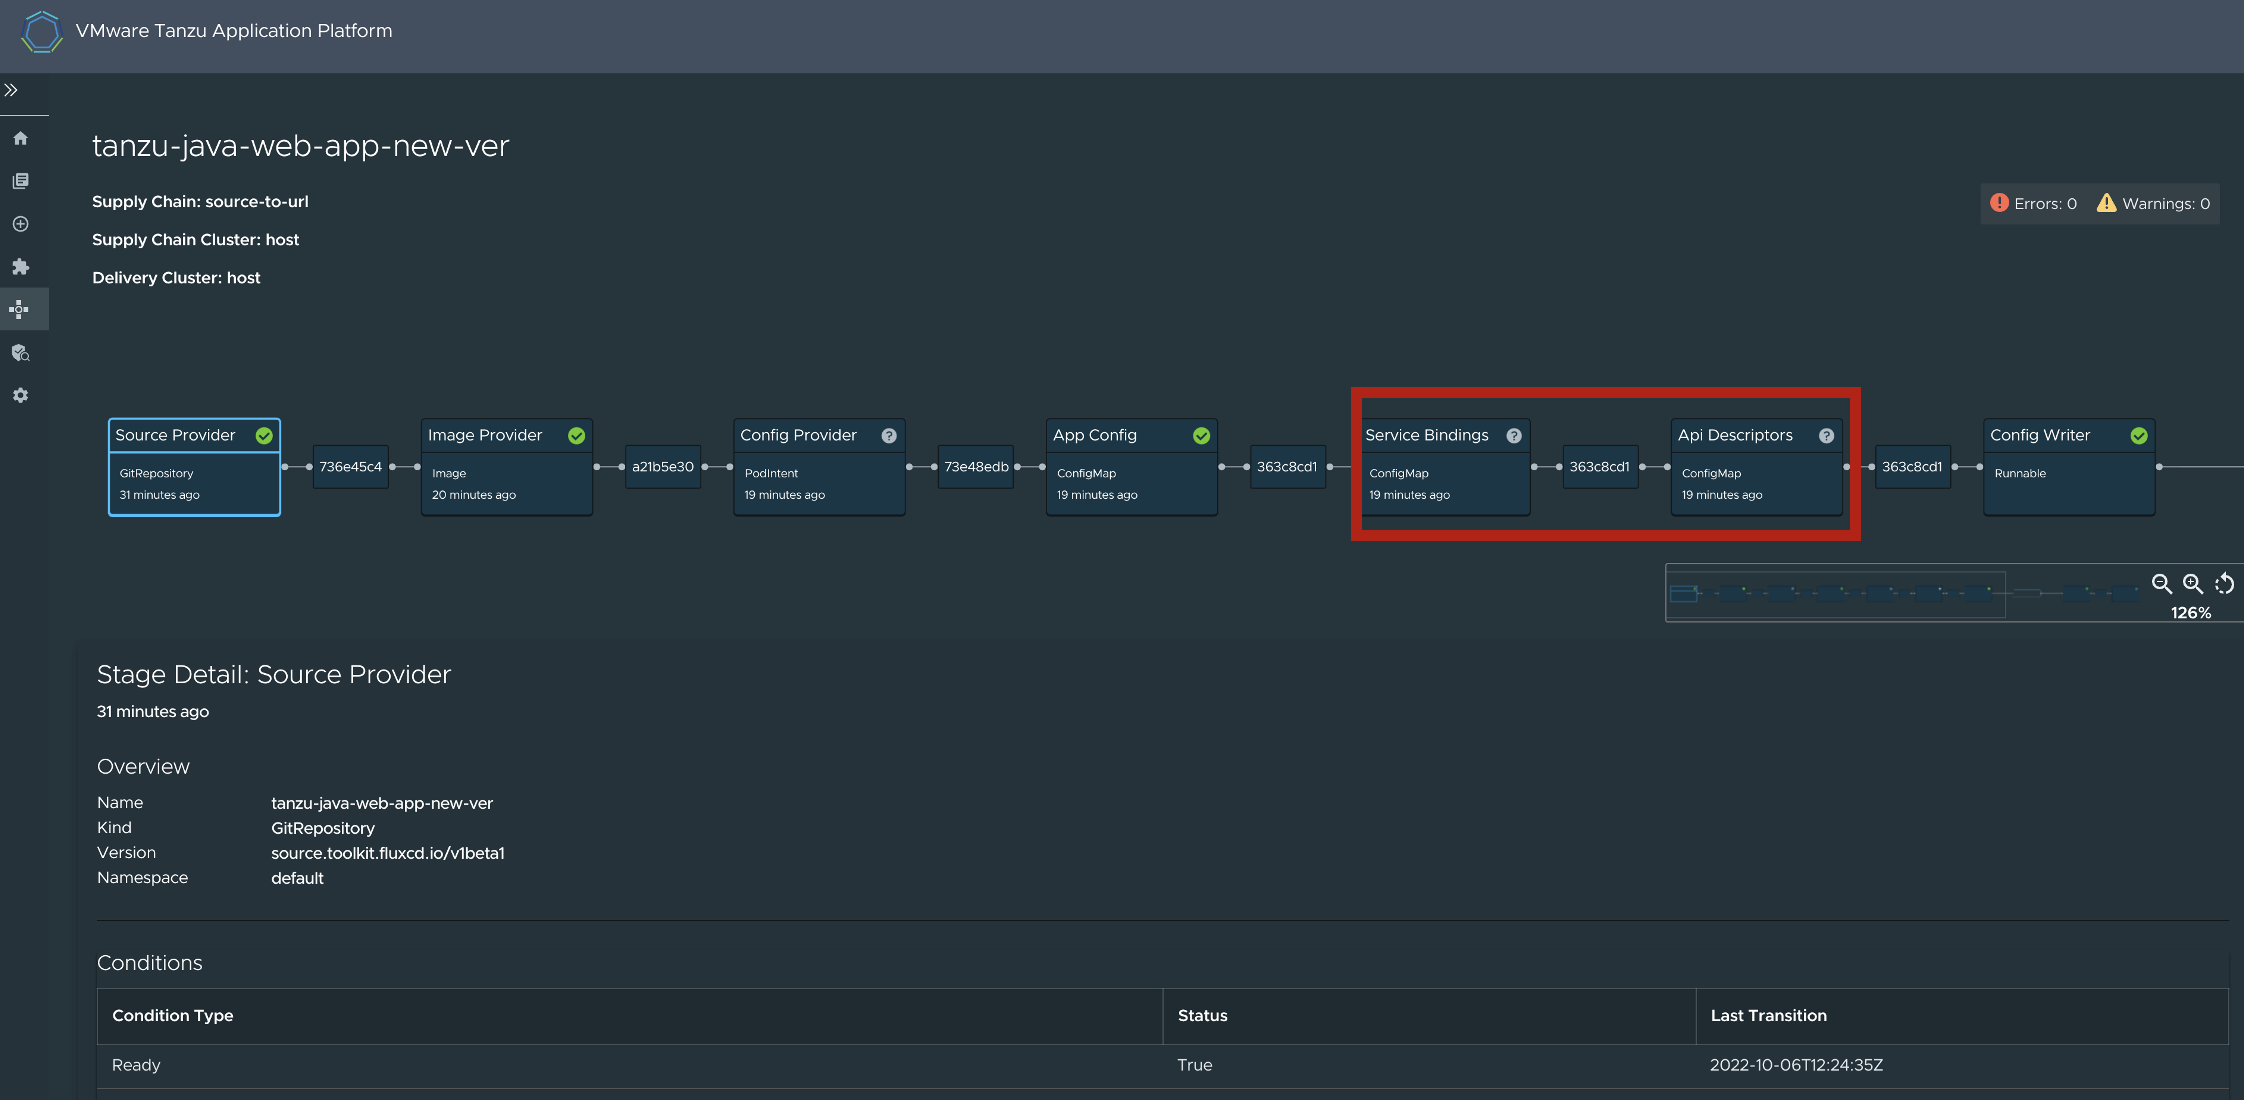 VMware Tanzu Application Platform
tanzu-java-web-app-new-ver
Supply Chain: source-to-url
Supply Chain Cluster: host
Delivery Cluster: host
Errors: 0
Warnings: 0
Source Provider
GitRepository
31 minutes ago
736e45c4
Image Provider
Image
20 minutes ago
a21b5e30
Config Provider
PodIntent
19 minutes ago
73e48edb
App Config
ConfigMap
19 minutes ago
363c8cd1
Service Bindings
ConfigMap
19 minutes ago
363c8cd1
Api Descriptors
ConfigMap
19 minutes ago
363c8cd1
Config Writer
Runnable
126%
Stage Detail: Source Provider
31 minutes ago
Overview
Name tanzu-java-web-app-new-ver
Kind GitRepository
Version source.toolkit.fluxcd.io/v1beta1
Namespace default
Conditions
Condition Type Status Last Transition
Ready True 2022-10-06T12:24:35Z